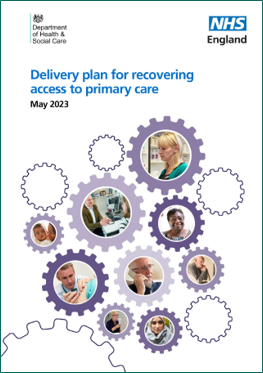 Department
of Health &
Social Care
NHS
England
Delivery plan for recovering
access to primary care
May 2023